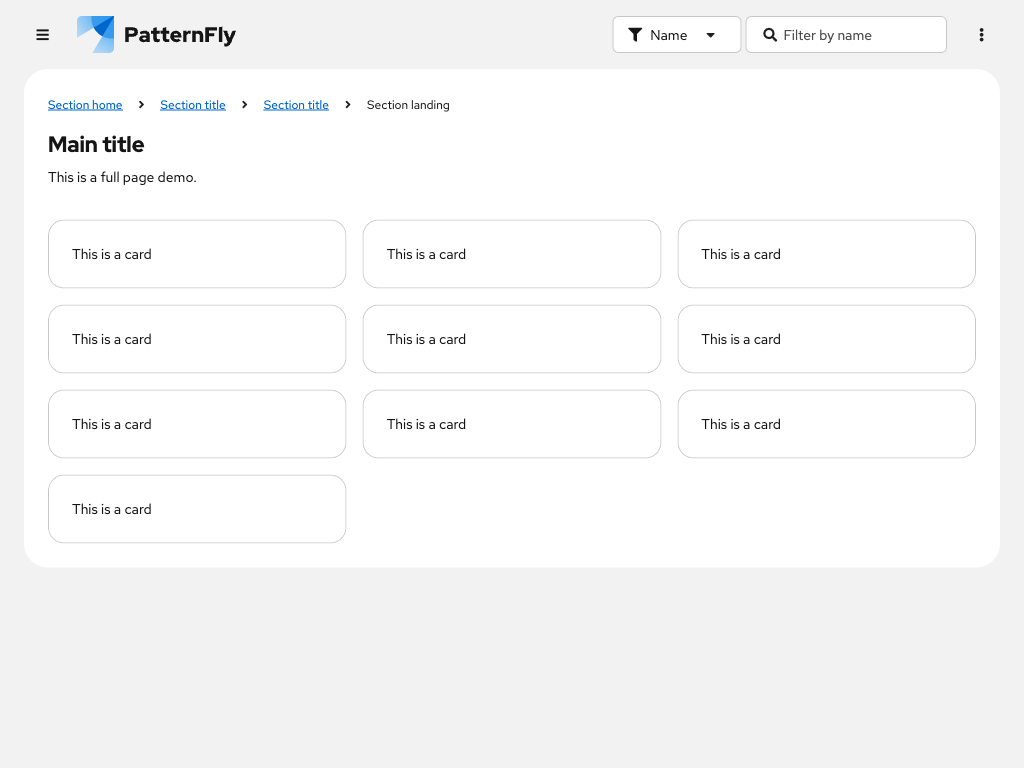 PatternFly
Name
Filter by name
Section home Section title Section title Section landing
Main title
This is a full page demo.
This is a card This is a card This is a card
This is a card This is a card This is a card
This is a card This is a card This is a card
This is a card